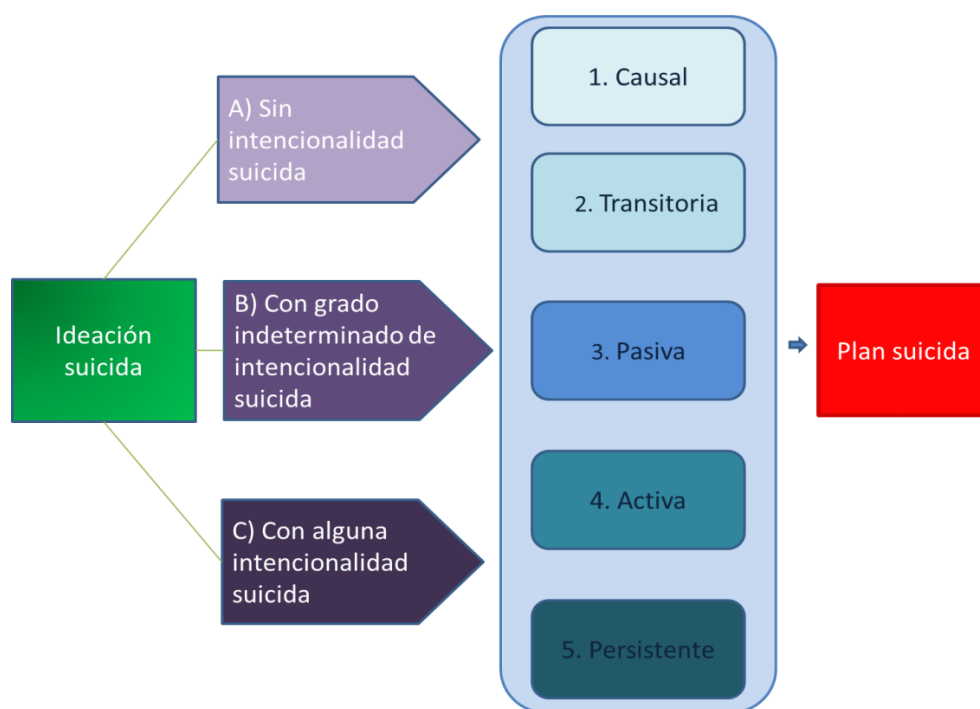 Ideación
suicida
A) Sin
intencionalidad
suicida
B) Con grado
indeterminado de
intencionalidad
suicida
C) Con alguna
intencionalidad
suicida
1. Causal
2. Transitoria
3. Pasiva
4. Activa
5. Persistente
Plan suicida